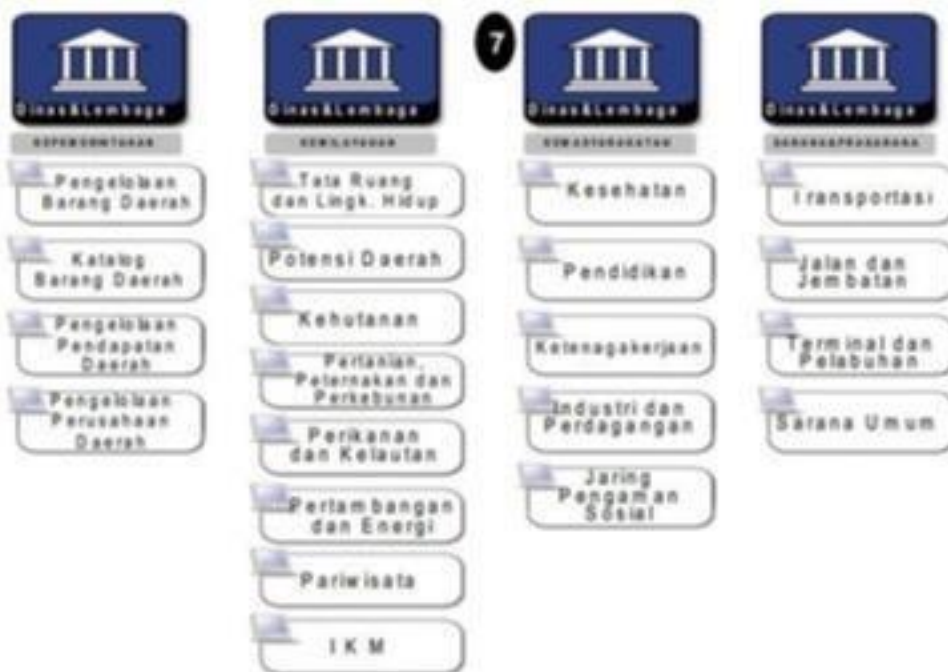 7
Dinas&Lembaga
KEPEMERINTAHAN
Pengelolaan
Barang Daerah
Katalog
Barang Daerah
Pengelolaan
Pendapatan
Daerah
Pengelolaan
Perusahaan
Daerah
Dinas&Lembaga
KEWILAYAHAN
Tata Ruang
dan Lingk. Hidup
Potensi Daerah
Kehutanan
Pertanian,
Peternakan dan
Perkebunan
Perikanan
dan Kelautan
Pertambangan
dan Energi
Pariwisata
IKM
Dinas&Lembaga
KEMASYARAKATAN
Kesehatan
Pendidikan
Ketenagakerjaan
Industri dan
Perdagangan
Jaring
Pengaman
Sosial
Dinas&Lembaga
SARANA&PRASARANA
Transportasi
Jalan dan
Jembatan
Terminal dan
Pelabuhan
Sarana Umum